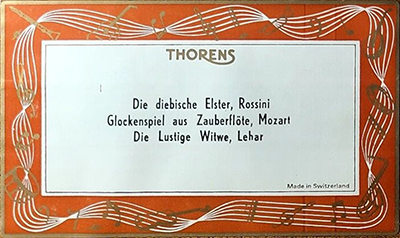 THORENS
Die diebische Elster, Rossini
Glockenspiel aus Zauberflöte, Mozart
Die Lustige Witwe, Lehar
Made in Switzerland